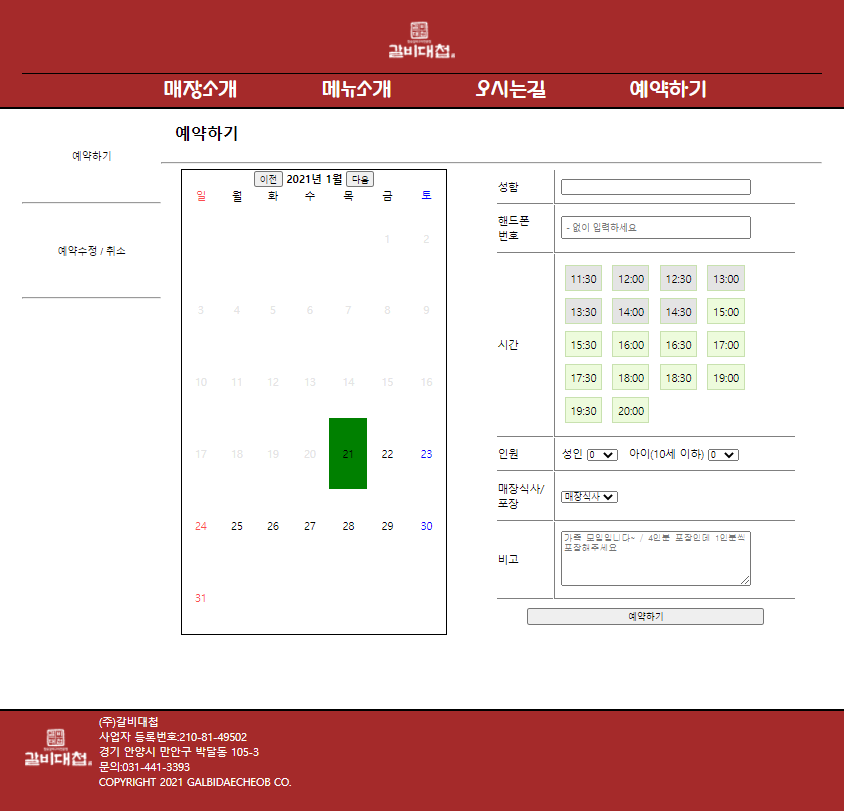 갈비대첩
매장소개 메뉴소개 오시는길 예약하기
예약하기
예약수정 / 취소
예약하기
이전 2021년 1월 다음
일 월 화 수 목 금 토
1 2
3 4 5 6 7 8 9
10 11 12 13 14 15 16
17 18 19 20 21 22 23
24 25 26 27 28 29 30
31
성함
핸드폰
번호
- 없이 입력하세요
시간
11:30 12:00 12:30 13:00
13:30 14:00 14:30 15:00
15:30 16:00 16:30 17:00
17:30 18:00 18:30 19:00
19:30 20:00
인원 성인 0 아이(10세 이하) 0
매장식사/
포장
매장식사
비고
가족 모임입니다~ / 4인분 포장인데 1인분씩
포장해주세요
예약하기
갈비대첩
(주)갈비대첩
사업자 등록번호:210-81-49502
경기 안양시 만안구 박달동 105-3
문의:031-441-3393
COPYRIGHT 2021 GALBIDAECHEOB CO.